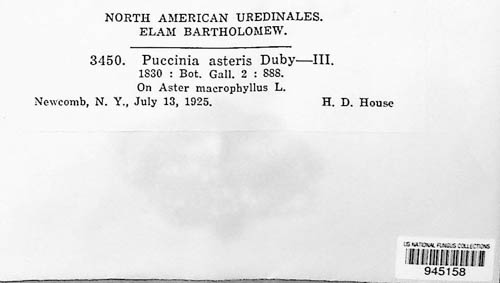 NORTH AMERICAN UREDINALES.
ELAM BARTHOLOMEW.
3450. Puccinia asteris Duby—III.
1830 : Bot. Gall. 2 : 888.
On Aster macrophyllus L.
Newcomb, N. Y., July 13, 1925. H. D. House
US NATIONAL FUNGUS COLLECTIONS
945158